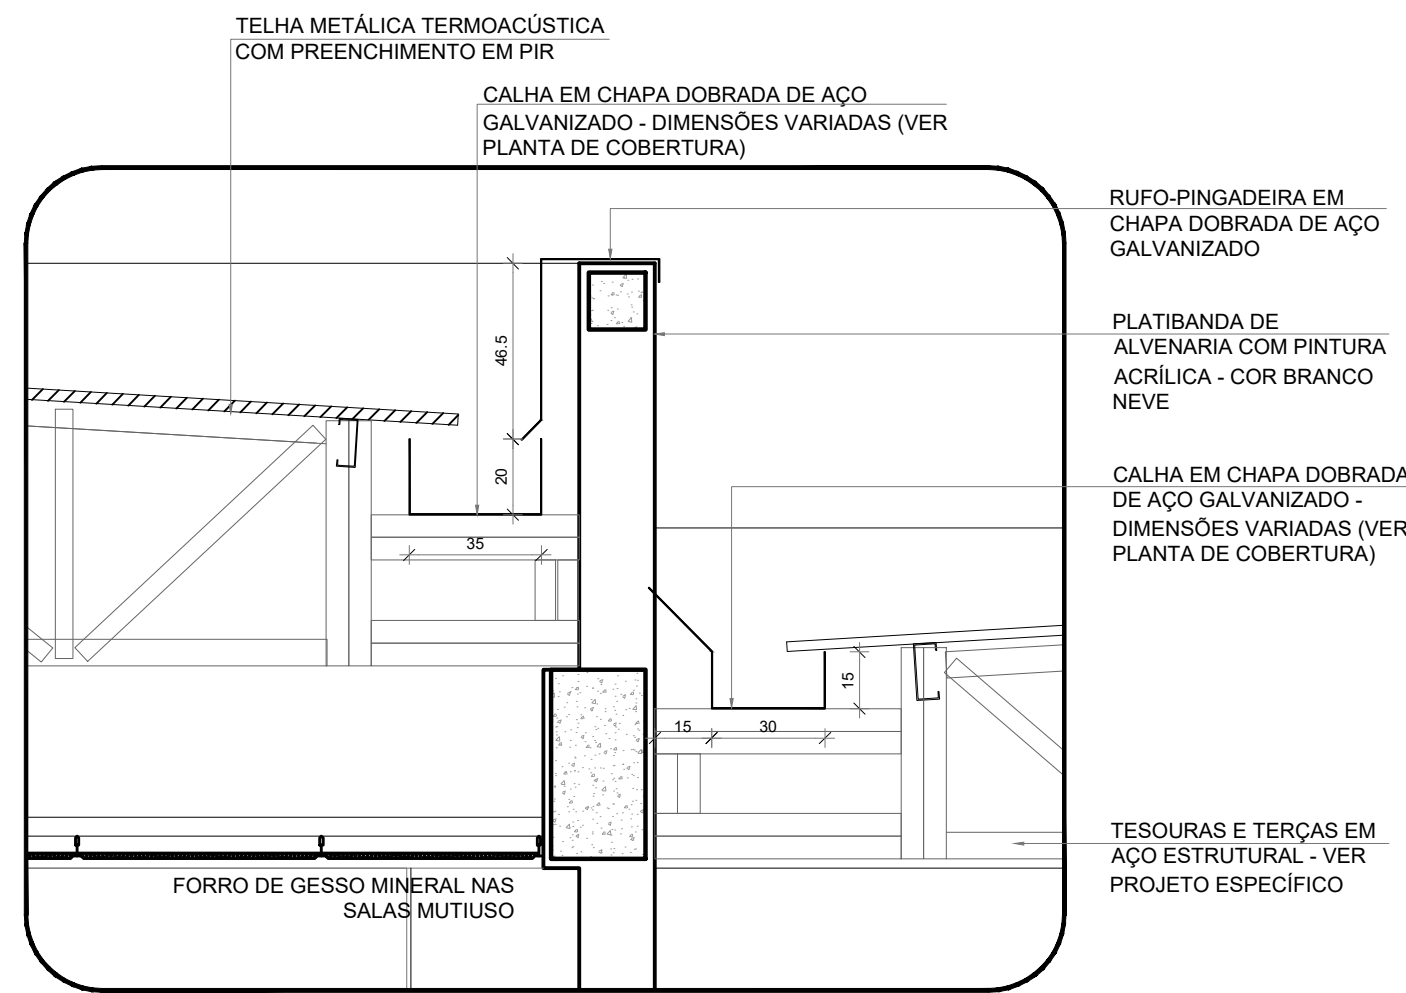 TELHA METÁLICA TERMOACÚSTICA
COM PREENCHIMENTO EM PIR
CALHA EM CHAPA DOBRADA DE AÇO
GALVANIZADO - DIMENSÕES VARIADAS (VER
PLANTA DE COBERTURA)
RUFO-PINGADEIRA EM
CHAPA DOBRADA DE AÇO
GALVANIZADO
PLATIBANDA DE
ALVENARIA COM PINTURA
ACRÍLICA - COR BRANCO
NEVE
46.5
20
35
CALHA EM CHAPA DOBRADA
DE AÇO GALVANIZADO -
DIMENSÕES VARIADAS (VER
PLANTA DE COBERTURA)
15
15
30
TESOURAS E TERÇAS EM
AÇO ESTRUTURAL - VER
PROJETO ESPECÍFICO
FORRO DE GESSO MINERAL NAS
SALAS MUTIUSO